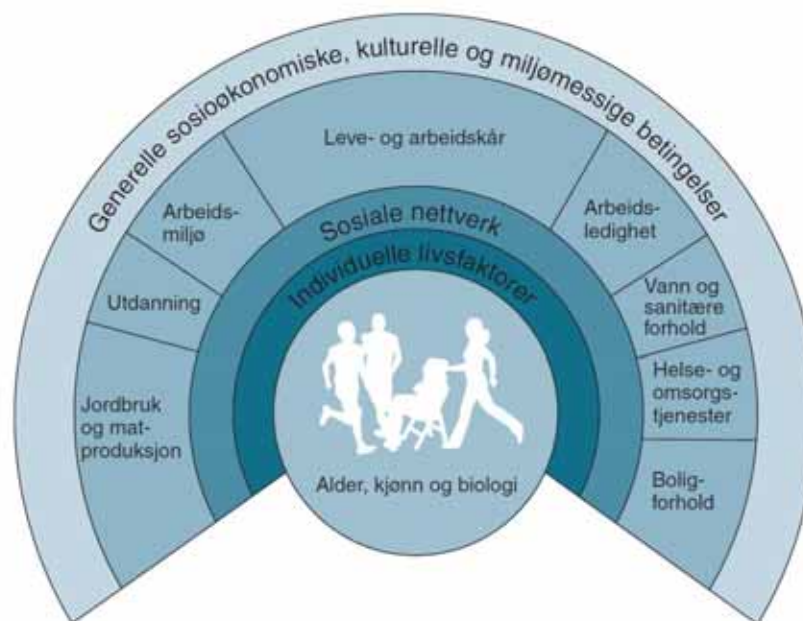 Generelle sosioøkonomiske, kulturelle og miljømessige betingelser
Leve- og arbeidskår
Arbeids-
miljø
Utdanning
Jordbruk
og mat-
produksjon
Arbeids-
ledighet
Vann og
sanitære
forhold
Helse- og
omsorgs-
tjenester
Bolig-
forhold
Sosiale nettverk
Individuelle livsfaktorer
Alder, kjønn og biologi